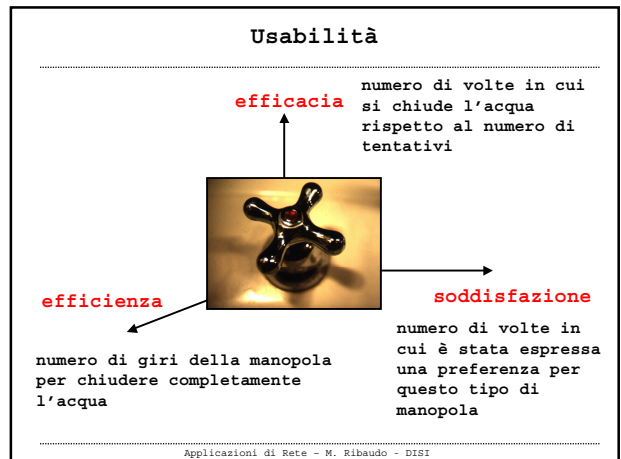 Usabilità
efficacia
numero di volte in cui
si chiude l'acqua
rispetto al numero di
tentativi
efficienza
numero di giri della manopola
per chiudere completamente
l'acqua
soddisfazione
numero di volte in
cui è stata espressa
una preferenza per
questo tipo di
manopola
Applicazioni di Rete – M. Ribaudo - DISI